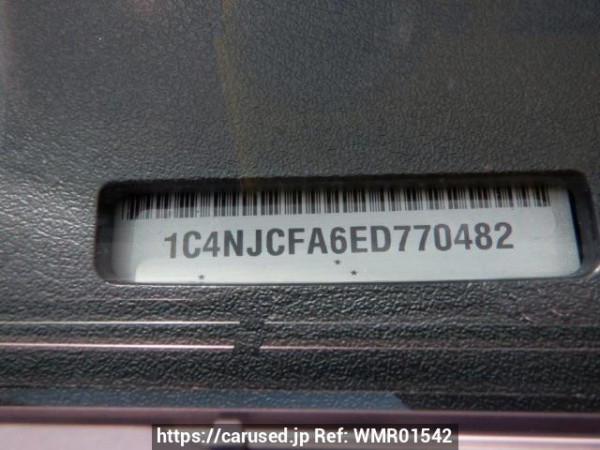 1C4NJCFA6ED770482
https://carused.jp Ref: WMR01542